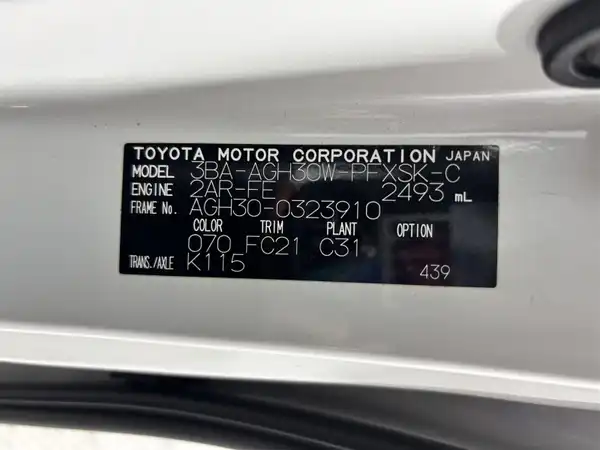 TOYOTA MOTOR CORPORATION JAPAN
MODEL 3BA-AGH30W-PFXSK-C
ENGINE 2AR-FE 2493 mL
FRAME No. AGH30-0323910
COLOR TRIM PLANT OPTION
070 FC21 C31
TRANS./AXLE K115
439